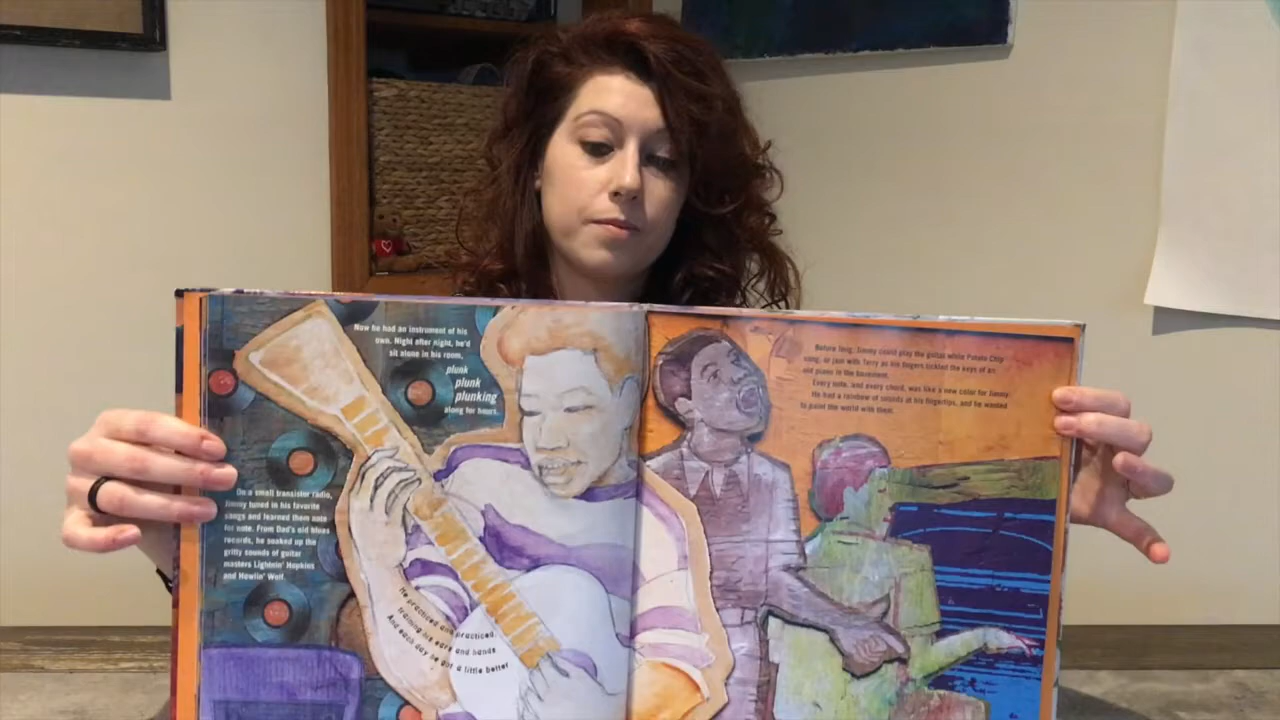 Now he had an instrument of his
own. Night after night, he'd
sit alone in his room,
plunk
plunk
plunking
along for hours.
On a small transistor radio,
Jimmy tuned in his favorite
songs and learned them note
for note. From Dad's old blues
records, he soaked up the
gritty sounds of guitar
masters Lightnin' Hopkins
and Howlin' Wolf.
He practiced and practiced,
training his ears and hands
And each day he got a little better
Before long, Jimmy could play the guitar while Potato Chip
sang, or jam with Terry as his fingers tickled the keys of an
old piano in the basement.
Every note, and every chord, was like a new color for Jimmy.
He had a rainbow of sounds at his fingertips, and he wanted
to paint the world with them.